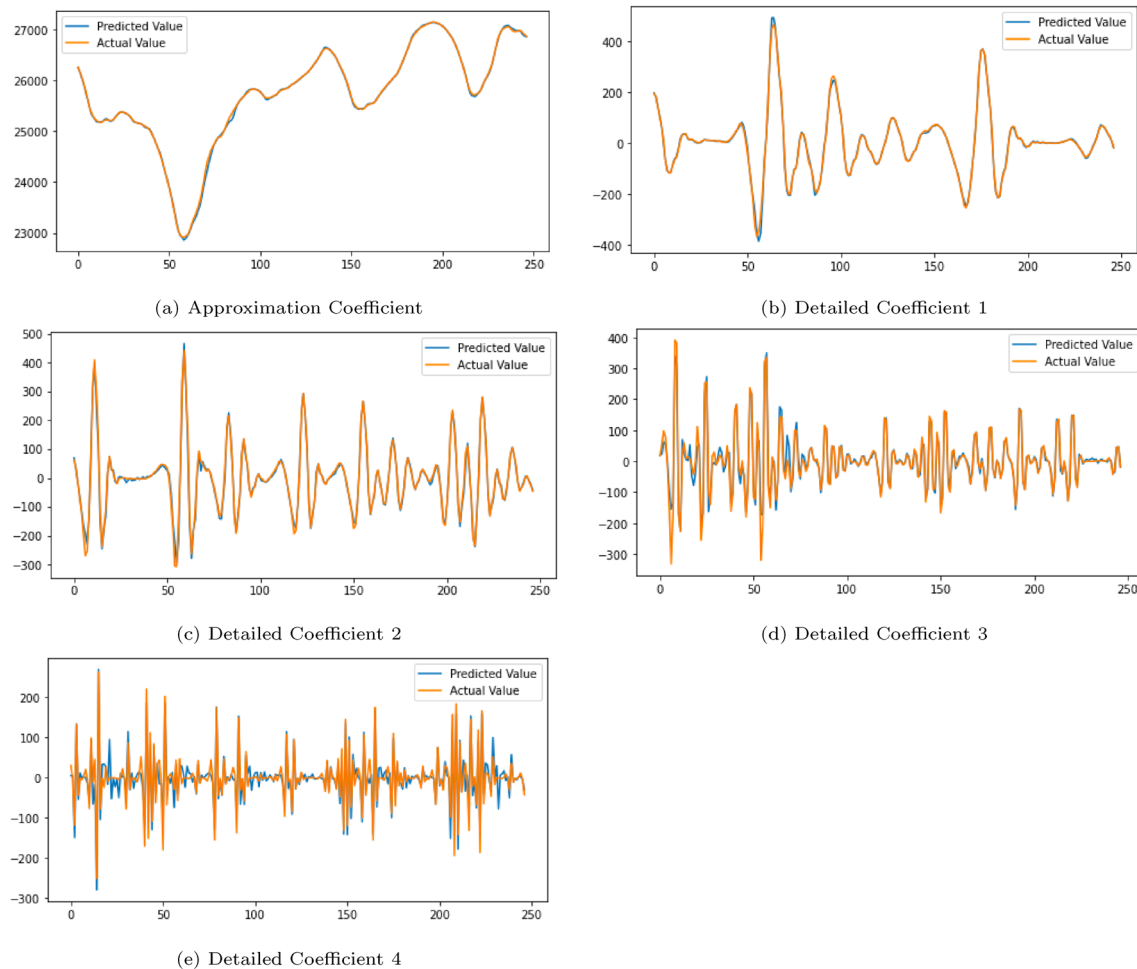 Predicted Value
Actual Value
27000
26000
25000
24000
23000
0 50 100 150 200 250
(a) Approximation Coefficient
Predicted Value
Actual Value
400
200
0
−200
−400
0 50 100 150 200 250
(b) Detailed Coefficient 1
Predicted Value
Actual Value
500
400
300
200
100
0
−100
−200
−300
0 50 100 150 200 250
(c) Detailed Coefficient 2
Predicted Value
Actual Value
400
300
200
100
0
−100
−200
−300
0 50 100 150 200 250
(d) Detailed Coefficient 3
Predicted Value
Actual Value
200
100
0
−100
−200
−300
0 50 100 150 200 250
(e) Detailed Coefficient 4